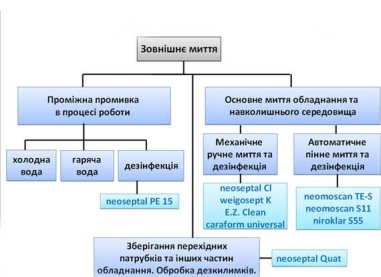 Зовнішнє миття
Проміжна промивка
в процесі роботи
Основне миття обладнання та
навколишнього середовища
холодна
вода
гаряча
вода
дезінфекція
neoseptal PE 15
Механічне
ручне миття та
дезінфекція
neoseptal Cl
weigosept K
E.Z. Clean
caraform universal
Автоматичне
пінне миття та
дезінфекція
neomoscan TE-S
neomoscan S11
niroklar S55
Зберігання перехідних
патрубків та інших частин
обладнання. Обробка дезкилимків.
neoseptal Quat